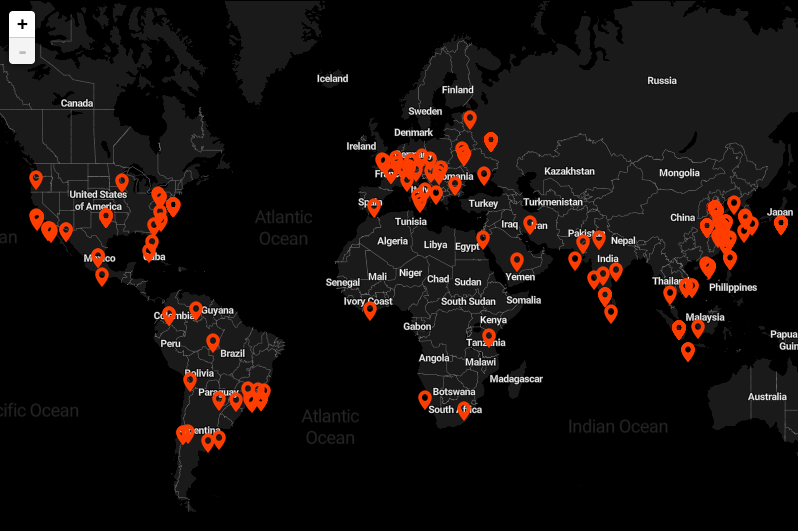 +
-
Iceland
Russia
Finland
Canada
Sweden
Denmark
Ireland
Kazakhstan
Mongolia
United States
of America
Spain
Italy
Turkey
Turkmenistan
China
Japan
Atlantic
Ocean
Tunisia
Iraq
Iran
Pakistan
Nepal
Algeria
Libya
Egypt
Mexico
Cuba
India
Mali
Niger
Chad
Sudan
Yemen
Senegal
Thailand
Philippines
Ivory Coast
South Sudan
Somalia
Colombia
Guyana
Gabon
Kenya
Malaysia
Peru
Brazil
Tanzania
Papua
Guin
Angola
Malawi
Bolivia
Madagascar
Paraguay
Botswana
Australia
cific Ocean
South Africa
Atlantic
Ocean
Indian Ocean